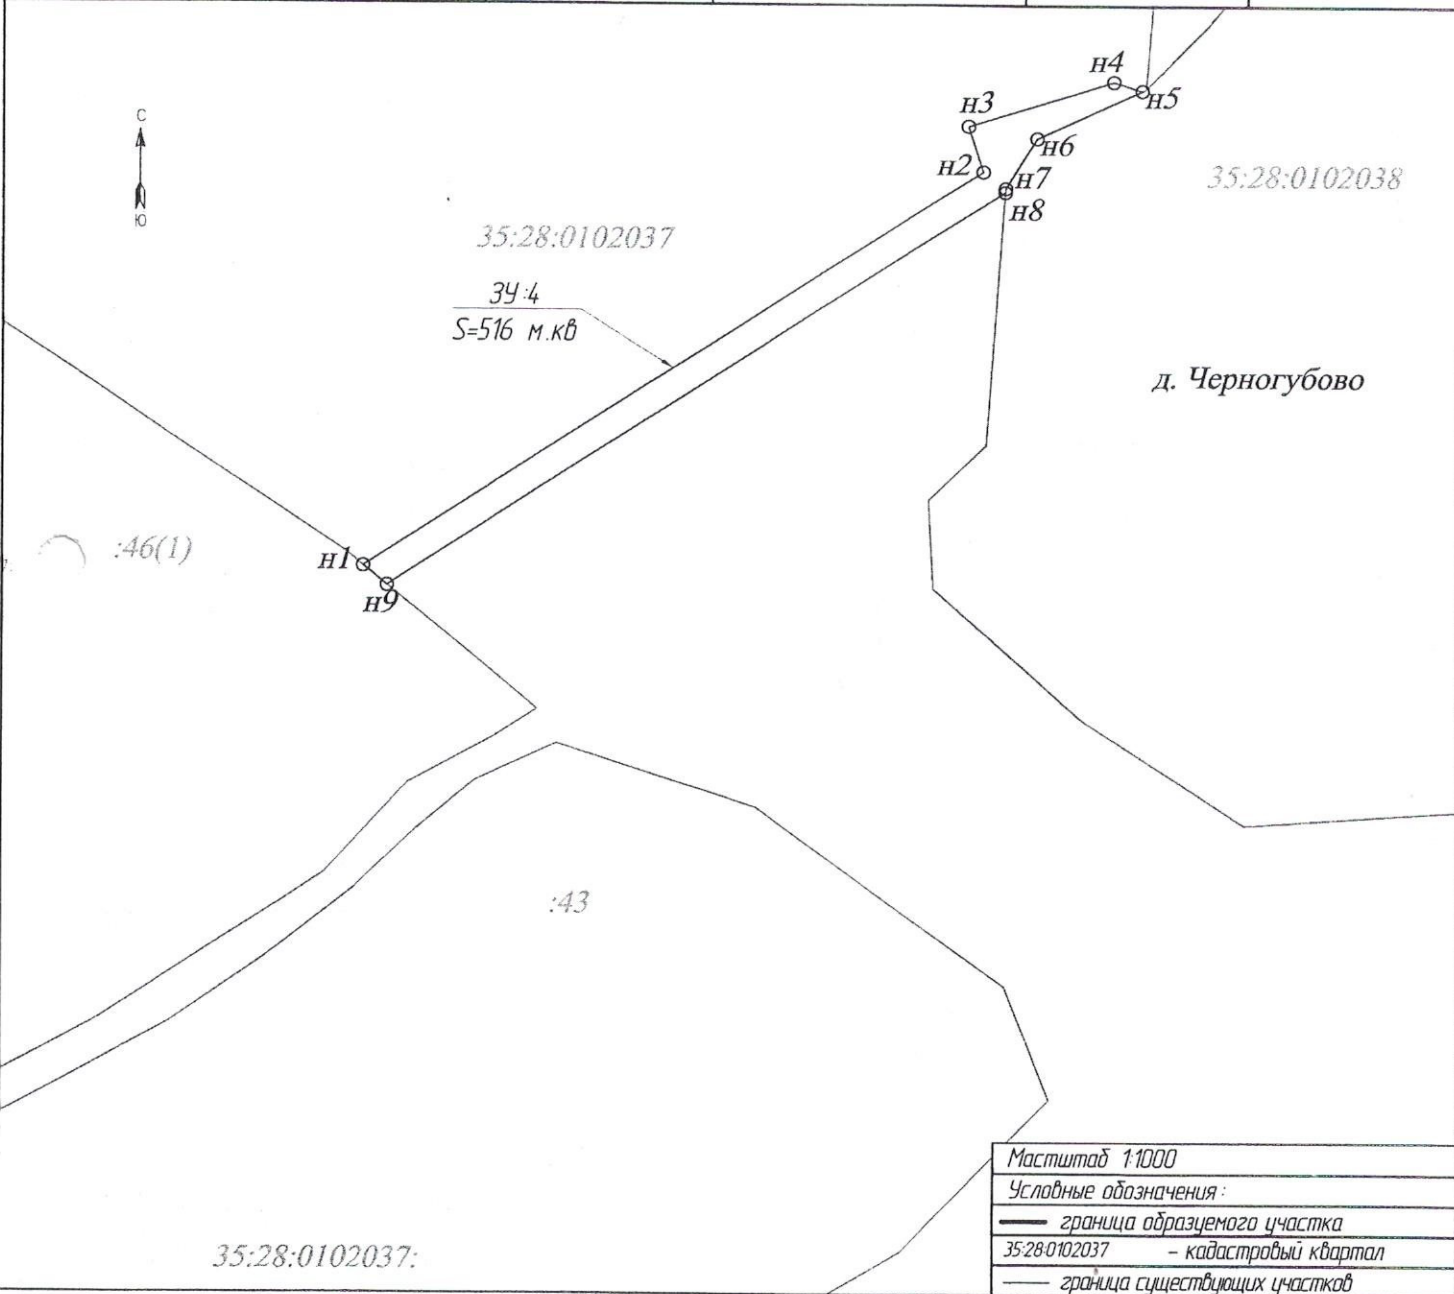 н4
н3
н5
С
н6
н2
н7
35:28:0102038
н8
Ю
35:28:0102037
ЗУ:4
S=516 м.кв
д. Черногубово
:46(1)
н1
н9
:43
Масштаб 1:1000
Условные обозначения:
граница образуемого участка
35:28:0102037 - кадастровый квартал
35:28:0102037:
граница существующих участков